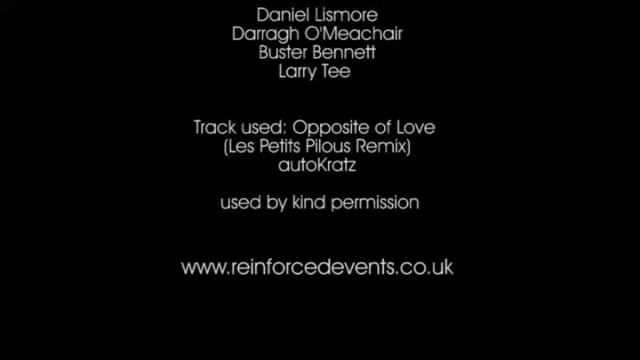 Daniel Lismore
Darragh O'Meachair
Buster Bennett
Larry Tee
Track used: Opposite of Love
(Les Petits Pilous Remix)
autoKratz
used by kind permission
www.reinforcedevents.co.uk